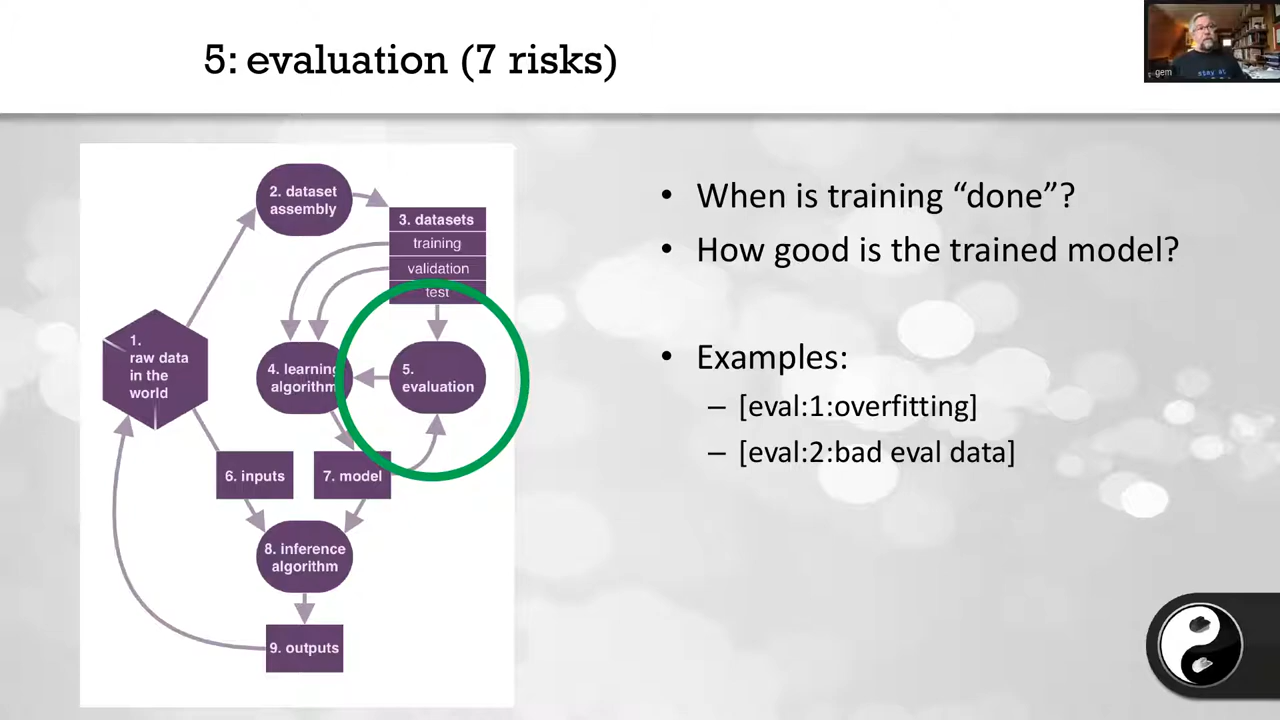 5: evaluation (7 risks)
gem
2. dataset
assembly
3. datasets
training
validation
test
1.
raw data
in the
world
4. learning
algorithm
5.
evaluation
6. inputs
7. model
8. inference
algorithm
9. outputs
• When is training “done”?
• How good is the trained model?
• Examples:
– [eval:1:overfitting]
– [eval:2:bad eval data]